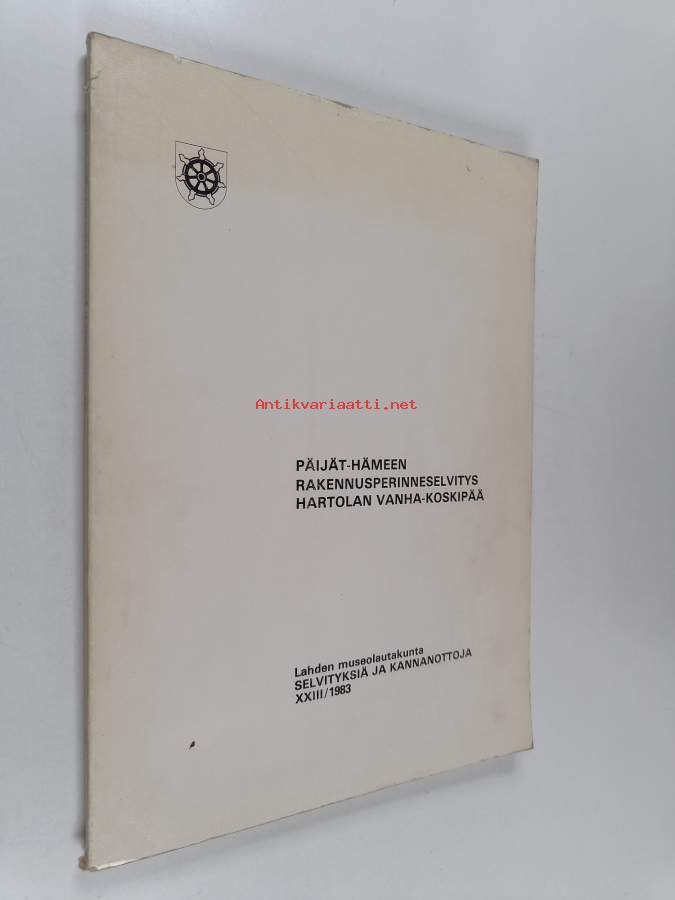 Antikvariaatti.net
PÄIJÄT-HÄMEEN
RAKENNUSPERINNESELVITYS
HARTOLAN VANHA-KOSKIPÄÄ
Lahden museolautakunta
SELVITYKSIÄ JA KANNANOTTOJA
XXIII/1983